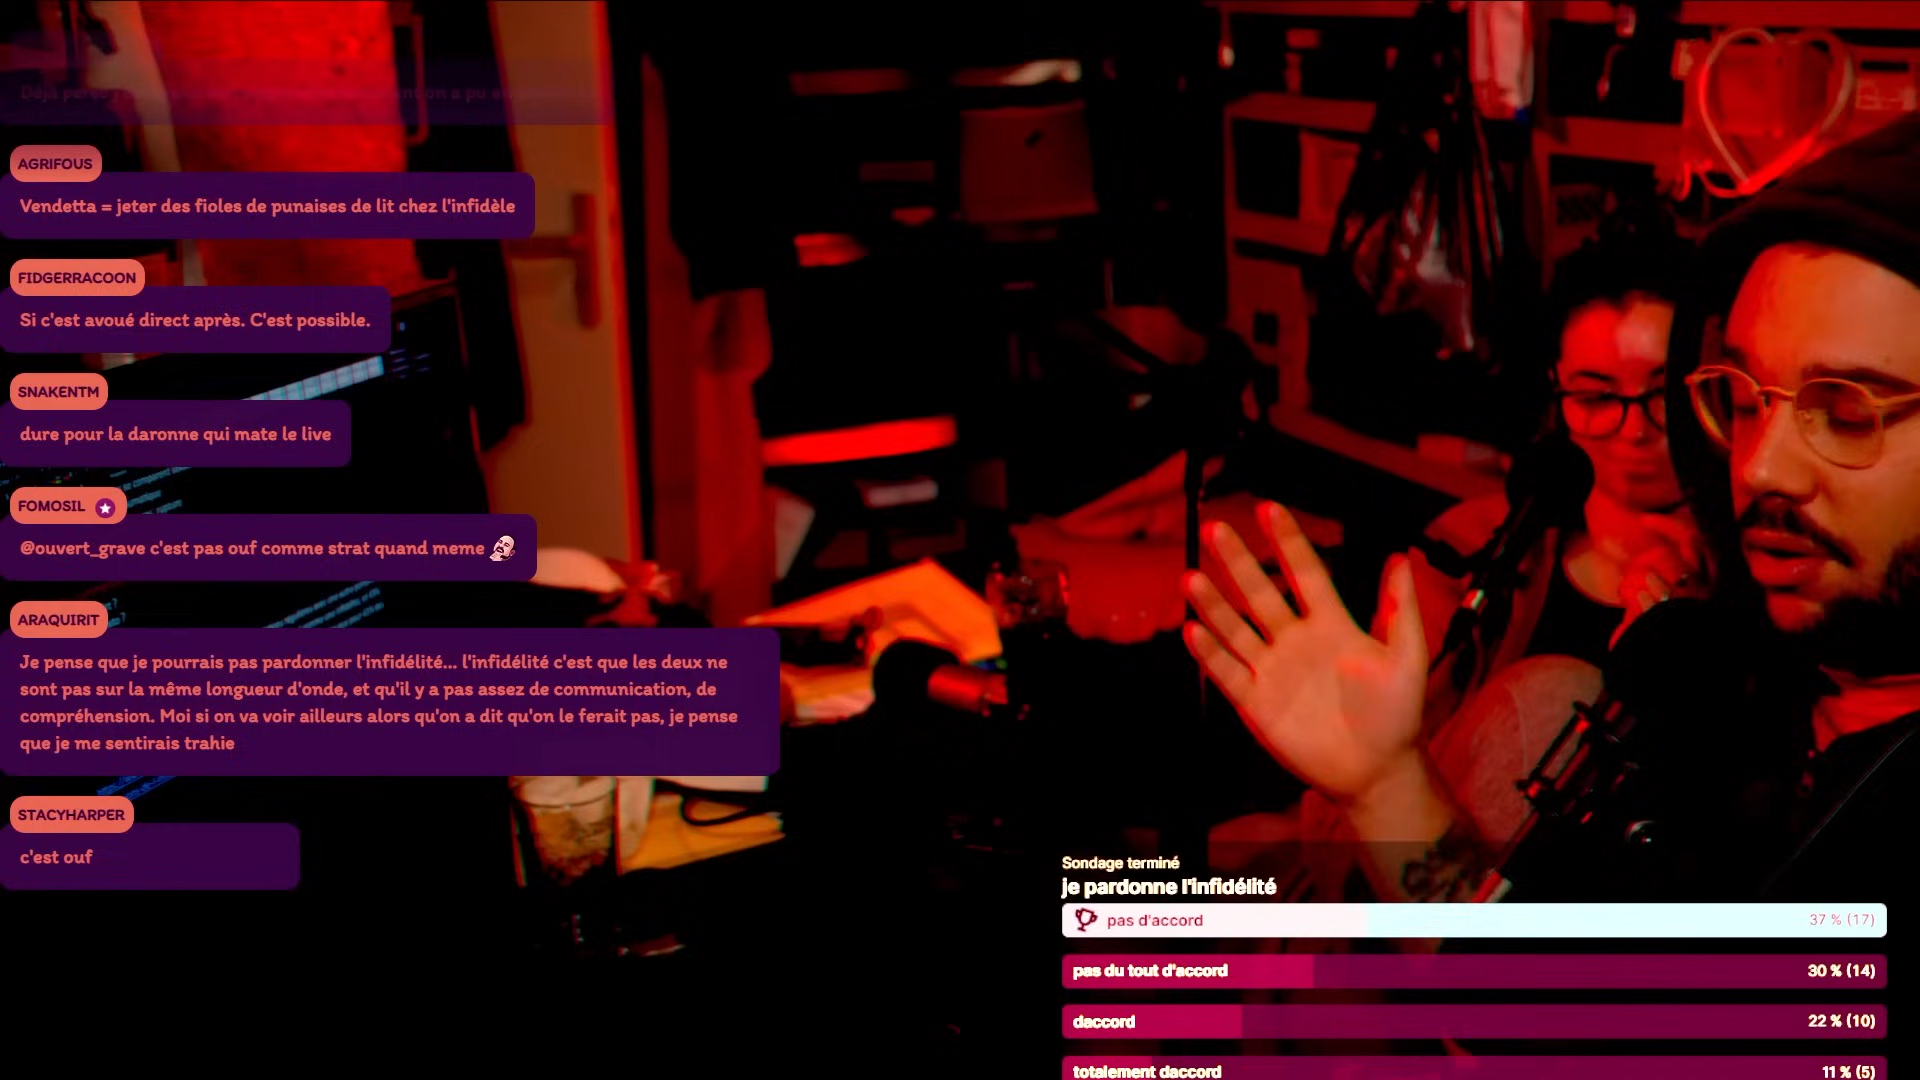 AGRIFOUS
Vendetta = jeter des fioles de punaises de lit chez l'infidèle
FIDGERRACOON
Si c'est avoué direct après. C'est possible.
SNAKENTM
dure pour la daronne qui mate le live
FOMOSIL
@ouvert_grave c'est pas ouf comme strat quand meme
ARAQUIRIT
Je pense que je pourrais pas pardonner l'infidélité... l'infidélité c'est que les deux ne
sont pas sur la même longueur d'onde, et qu'il y a pas assez de communication, de
compréhension. Moi si on va voir ailleurs alors qu'on a dit qu'on le ferait pas, je pense
que je me sentirais trahie
STACYHARPER
c'est ouf
Sondage terminé
je pardonne l'infidélité
pas d'accord 37 % (17)
pas du tout d'accord 30 % (14)
daccord 22 % (10)
totalement daccord 11 % (5)